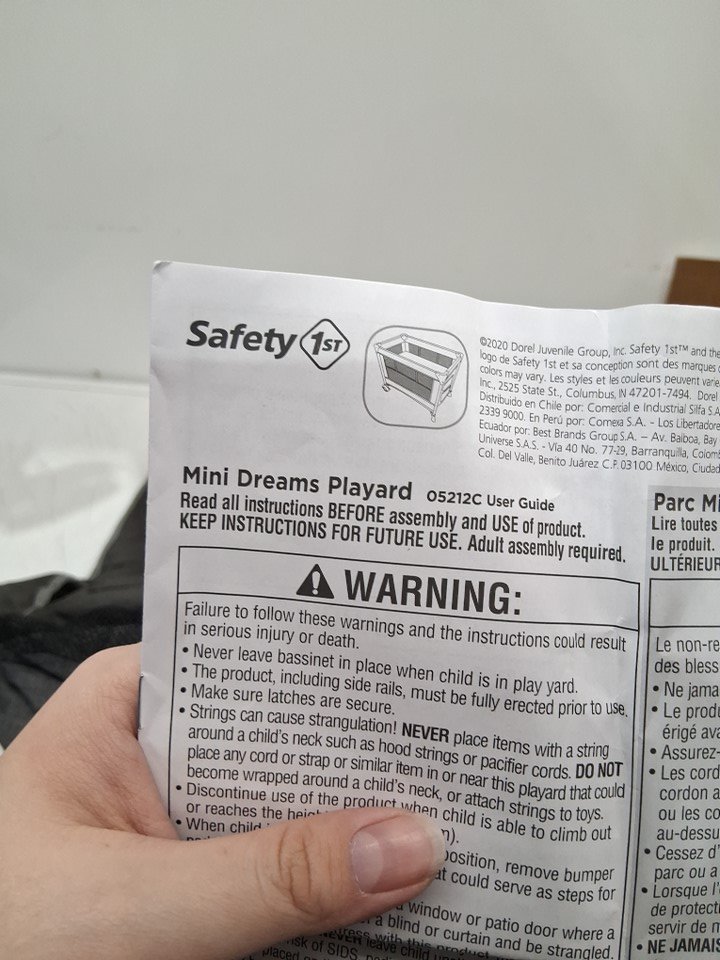 Safety 1ST
©2020 Dorel Juvenile Group, Inc. Safety 1st™ and the
logo de Safety 1st et sa conception sont des marques
colors may vary. Les styles et les couleurs peuvent varie
Inc., 2525 State St., Columbus, IN 47201-7494. Dorel
Distribuido en Chile por: Comercial e Industrial Silfa S.A
2339 9000. En Perú por: Comexa S.A. - Los Libertadore
Ecuador por: Best Brands Group S.A. – Av. Balboa, Bay
Universe S.A.S. - Vía 40 No. 77-29, Barranquilla, Colom
Col. Del Valle, Benito Juárez C.P. 03100 México, Ciudad
Mini Dreams Playard 05212C User Guide
Read all instructions BEFORE assembly and USE of product.
KEEP INSTRUCTIONS FOR FUTURE USE. Adult assembly required.
WARNING:
Failure to follow these warnings and the instructions could result
in serious injury or death.
• Never leave bassinet in place when child is in play yard.
• The product, including side rails, must be fully erected prior to use.
• Make sure latches are secure.
• Strings can cause strangulation! NEVER place items with a string
around a child's neck such as hood strings or pacifier cords. DO NOT
place any cord or strap or similar item in or near this playard that could
become wrapped around a child's neck, or attach strings to toys.
• Discontinue use of the product when child is able to climb out
or reaches the
• When child
position, remove bumper
could serve as steps for
window or patio door where a
a blind or curtain and be strangled.
with this product
NEVER leave child
risk of SIDS,
placed
Parc Mi
Lire toutes
le produit.
ULTÉRIEUR
Le non-re
des bless
• Ne jama
• Le produ
érigé ava
• Assurez-
• Les cord
cordon a
ou les co
au-dessu
• Cessez d'
parc ou a
• Lorsque l'
de protect
servir de m
• NE JAMAIS